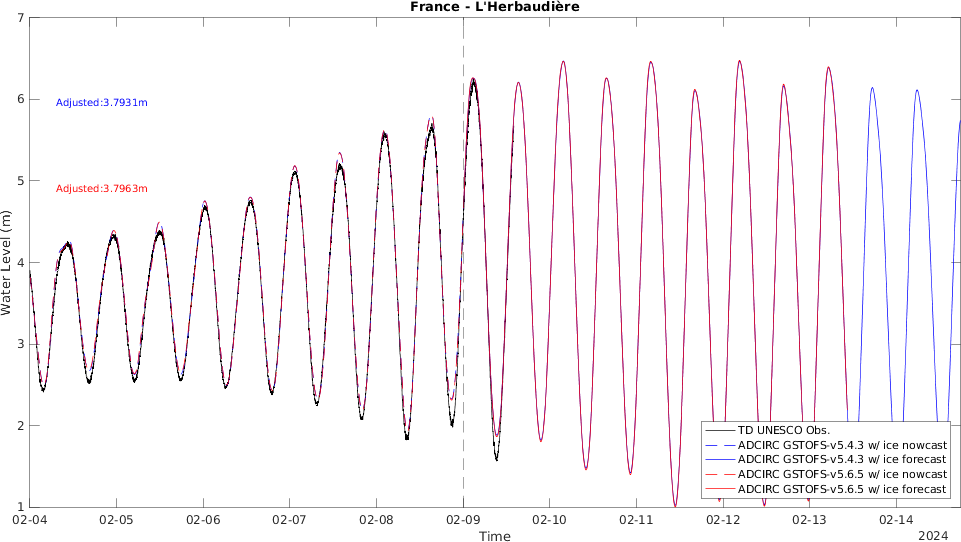 France - L'Herbaudière
7
6
5
4
3
2
1
Water Level (m)
Adjusted:3.7931m
Adjusted:3.7963m
TD UNESCO Obs.
ADCIRC GSTOFS-v5.4.3 w/ ice nowcast
ADCIRC GSTOFS-v5.4.3 w/ ice forecast
ADCIRC GSTOFS-v5.6.5 w/ ice nowcast
ADCIRC GSTOFS-v5.6.5 w/ ice forecast
02-04 02-05 02-06 02-07 02-08 02-09 02-10 02-11 02-12 02-13 02-14
Time
2024